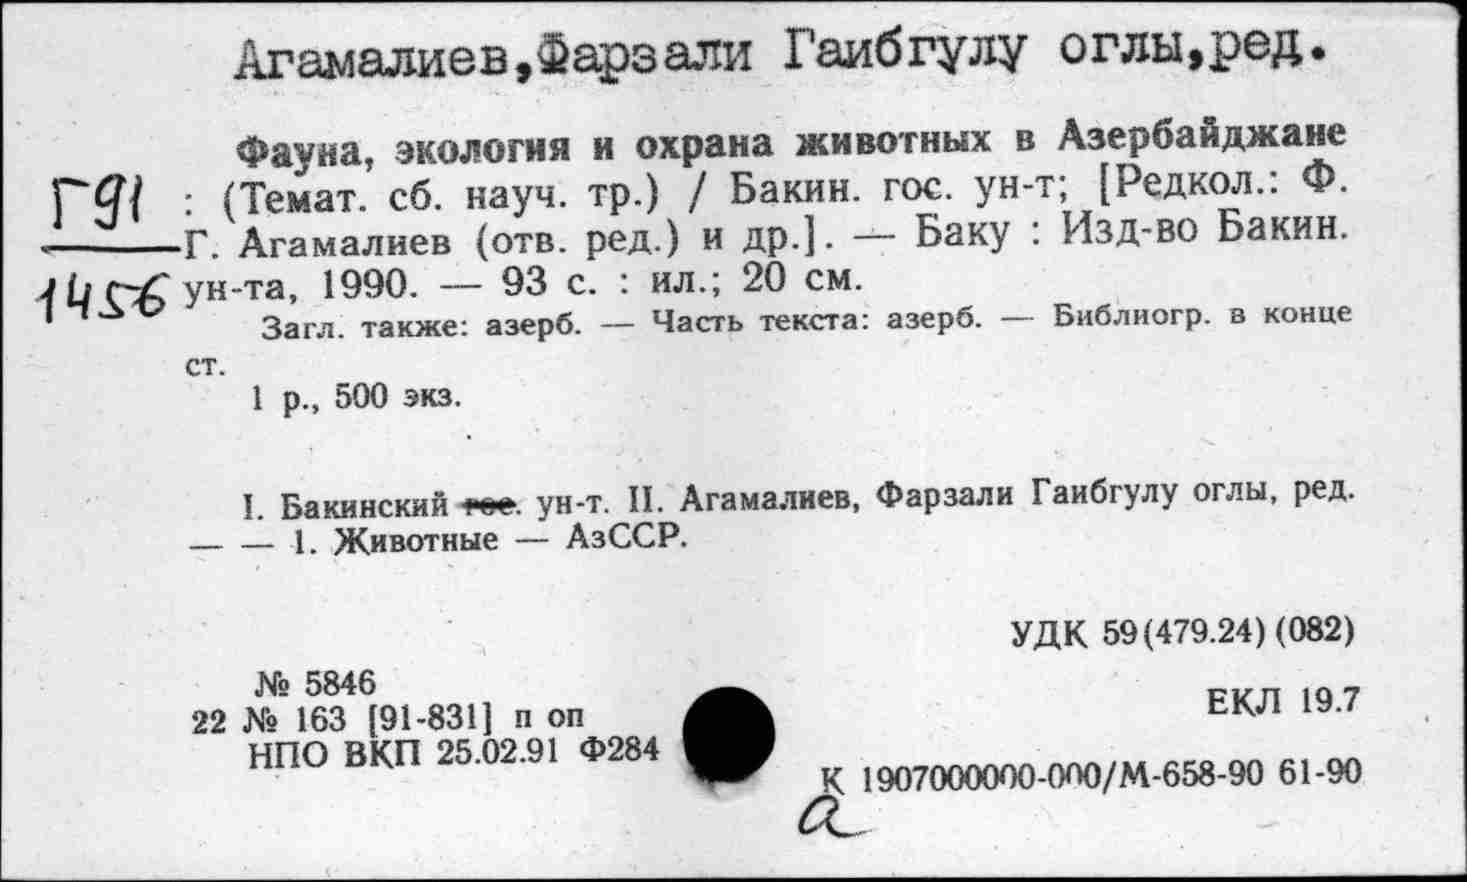 Агамалиев,Фарзали Гаибгулу оглы,ред.
Фауна, экология и охрана животных в Азербайджане
Г91 : (Темат. сб. науч. тр.) / Бакин. гос. ун-т; [Редкол.: Ф.
Г. Агамалиев (отв. ред.) и др.]. — Баку : Изд-во Бакин.
1456 ун-та, 1990. — 93 с. : ил.; 20 см.
Загл. также: азерб. — Часть текста: азерб. — Библиогр. в конце
ст.
1 р., 500 экз.
I. Бакинский гос. ун-т. II. Агамалиев, Фарзали Гаибгулу оглы, ред.
— — 1. Животные — АзССР.
УДК 59(479.24)(082)
№ 5846
ЕКЛ 19.7
22 № 163 [91-831] п оп
НПО ВКП 25.02.91 Ф284
К 1907000000-000/М-658-90 61-90
а